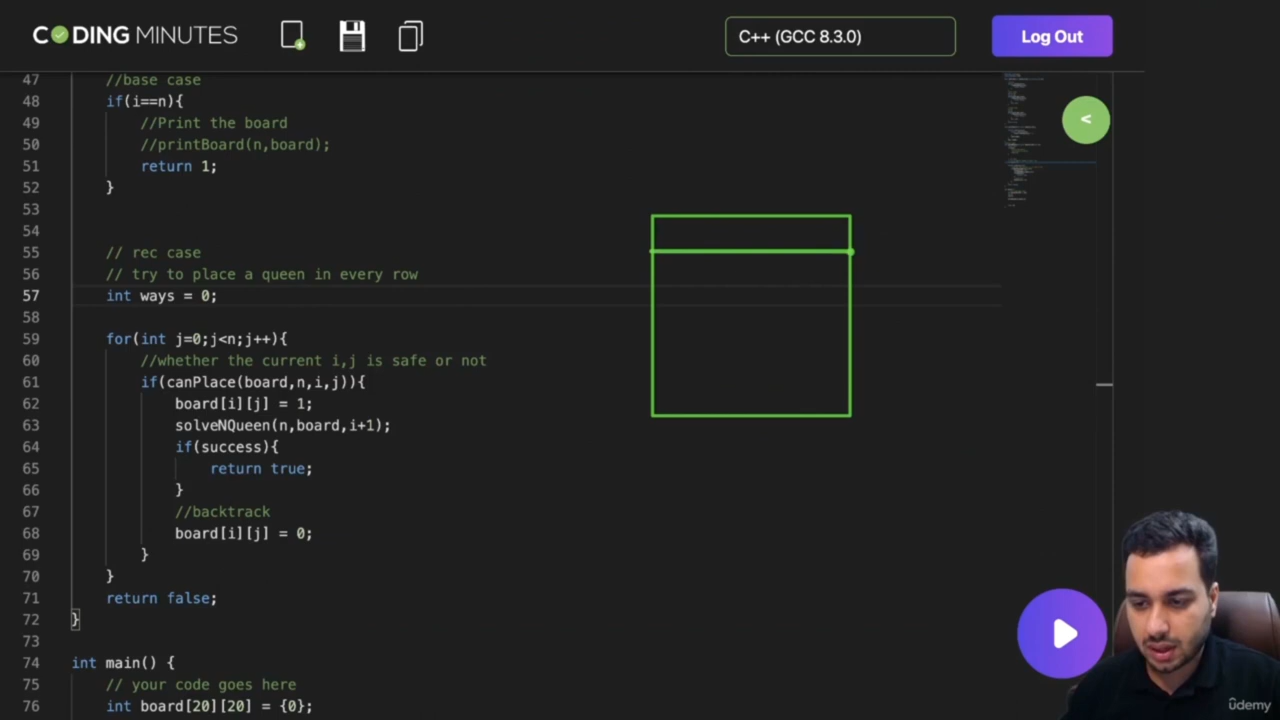 CODING MINUTES
C++ (GCC 8.3.0)
Log Out
<
47 //base case
48 if(i==n){
49 //Print the board
50 //printBoard(n,board);
51 return 1;
52 }
53
54
55 // rec case
56 // try to place a queen in every row
57 int ways = 0;
58
59 for(int j=0;j<n;j++){
60 //whether the current i,j is safe or not
61 if(canPlace(board,n,i,j)){
62 board[i][j] = 1;
63 solveNQueen(n,board,i+1);
64 if(success){
65 return true;
66 }
67 //backtrack
68 board[i][j] = 0;
69 }
70 }
71 return false;
72 }
73
74 int main() {
75 // your code goes here
76 int board[20][20] = {0};
ûdemy